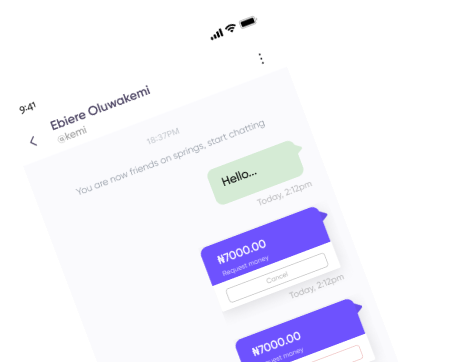 9:41
Ebiere Oluwakemi
@kemi
18:37PM
You are now friends on springs, start chatting
Hello...
Today, 2:12pm
₦7000.00
Request money
Cancel
Today, 2:12pm
₦7000.00
Request money